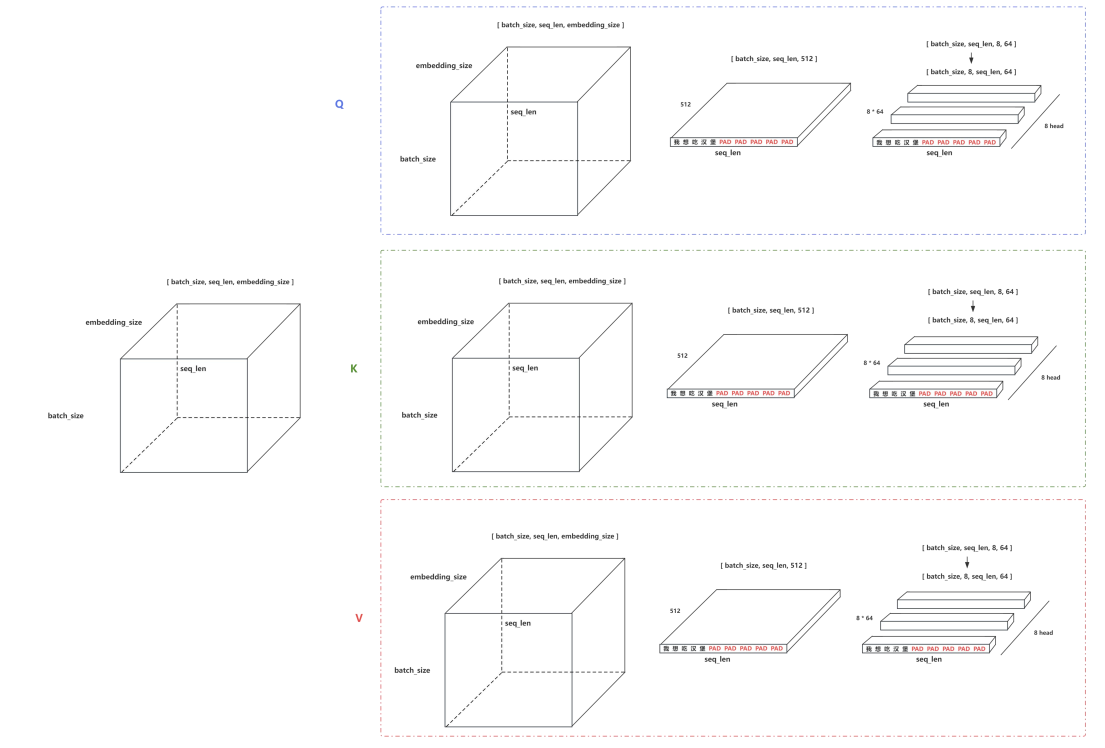 [ batch_size, seq_len, embedding_size ]
embedding_size
seq_len
batch_size
Q
[ batch_size, seq_len, embedding_size ]
embedding_size
seq_len
batch_size
[ batch_size, seq_len, 512 ]
512
我 想 吃 汉 堡 PAD PAD PAD PAD PAD
seq_len
[ batch_size, seq_len, 8, 64 ]
[ batch_size, 8, seq_len, 64 ]
8 * 64
8 head
我 想 吃 汉 堡 PAD PAD PAD PAD PAD
seq_len
K
[ batch_size, seq_len, embedding_size ]
embedding_size
seq_len
batch_size
[ batch_size, seq_len, 512 ]
512
我 想 吃 汉 堡 PAD PAD PAD PAD PAD
seq_len
[ batch_size, seq_len, 8, 64 ]
[ batch_size, 8, seq_len, 64 ]
8 * 64
8 head
我 想 吃 汉 堡 PAD PAD PAD PAD PAD
seq_len
V
[ batch_size, seq_len, embedding_size ]
embedding_size
seq_len
batch_size
[ batch_size, seq_len, 512 ]
512
我 想 吃 汉 堡 PAD PAD PAD PAD PAD
seq_len
[ batch_size, seq_len, 8, 64 ]
[ batch_size, 8, seq_len, 64 ]
8 * 64
8 head
我 想 吃 汉 堡 PAD PAD PAD PAD PAD
seq_len